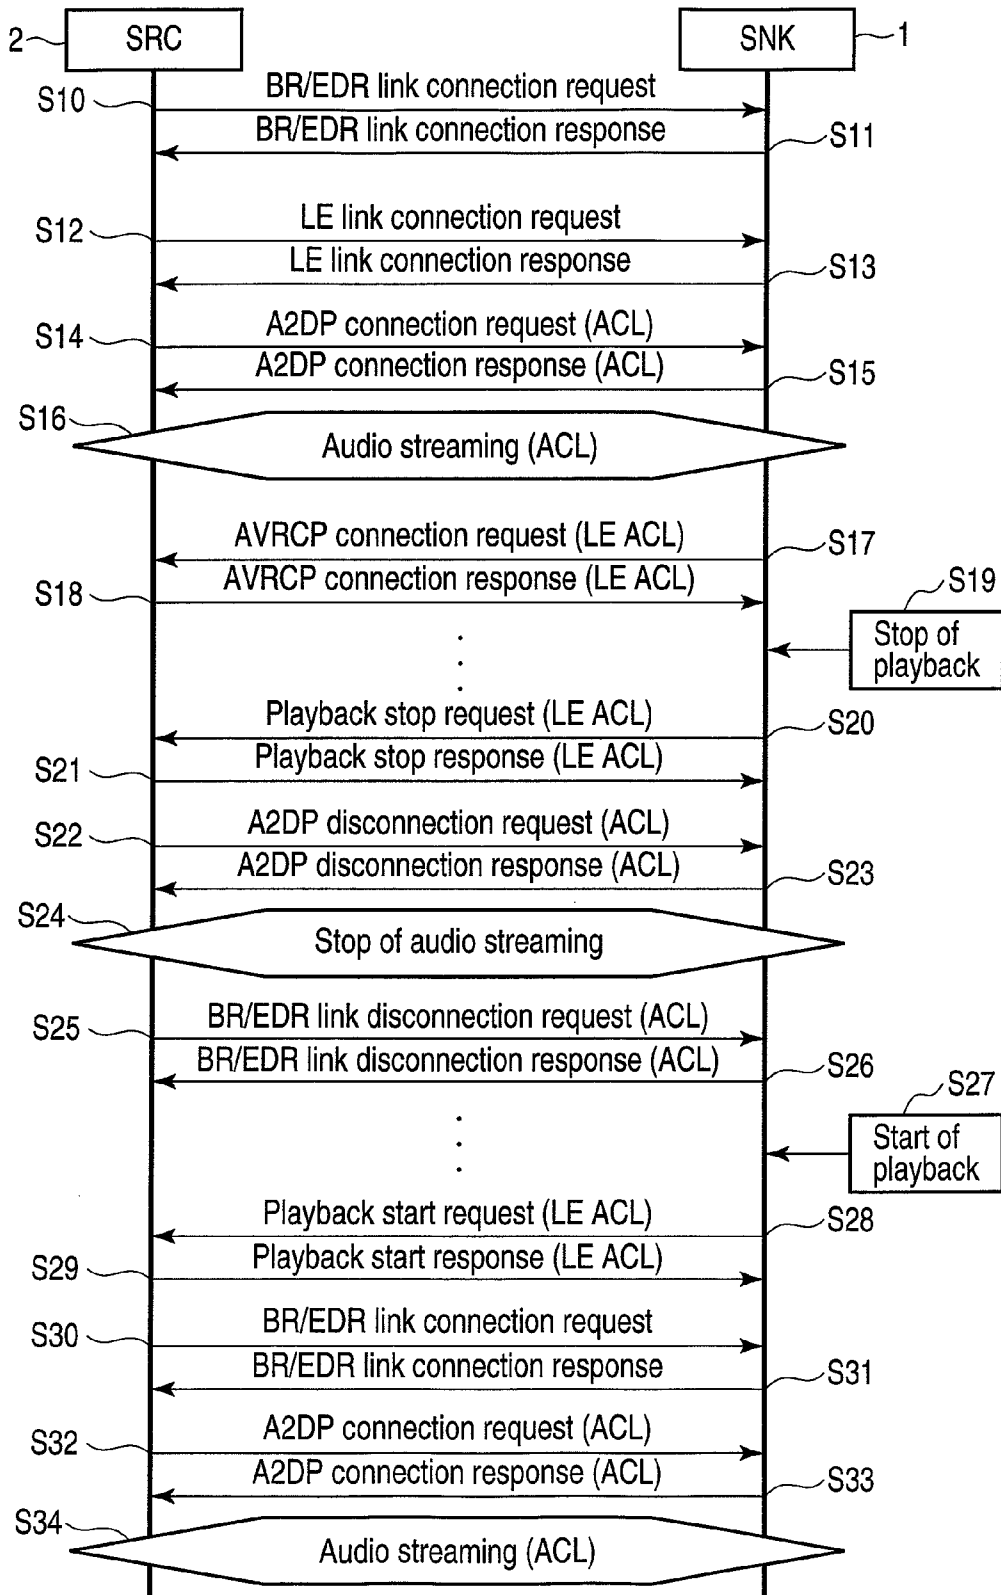 2 SRC SNK 1
S10 BR/EDR link connection request
BR/EDR link connection response S11
S12 LE link connection request
LE link connection response S13
S14 A2DP connection request (ACL)
A2DP connection response (ACL) S15
S16 Audio streaming (ACL)
AVRCP connection request (LE ACL) S17
S18 AVRCP connection response (LE ACL)
S19
Stop of
playback
Playback stop request (LE ACL) S20
S21 Playback stop response (LE ACL)
S22 A2DP disconnection request (ACL)
A2DP disconnection response (ACL) S23
S24 Stop of audio streaming
S25 BR/EDR link disconnection request (ACL)
BR/EDR link disconnection response (ACL) S26
S27
Start of
playback
Playback start request (LE ACL) S28
S29 Playback start response (LE ACL)
S30 BR/EDR link connection request
BR/EDR link connection response S31
S32 A2DP connection request (ACL)
A2DP connection response (ACL) S33
S34 Audio streaming (ACL)